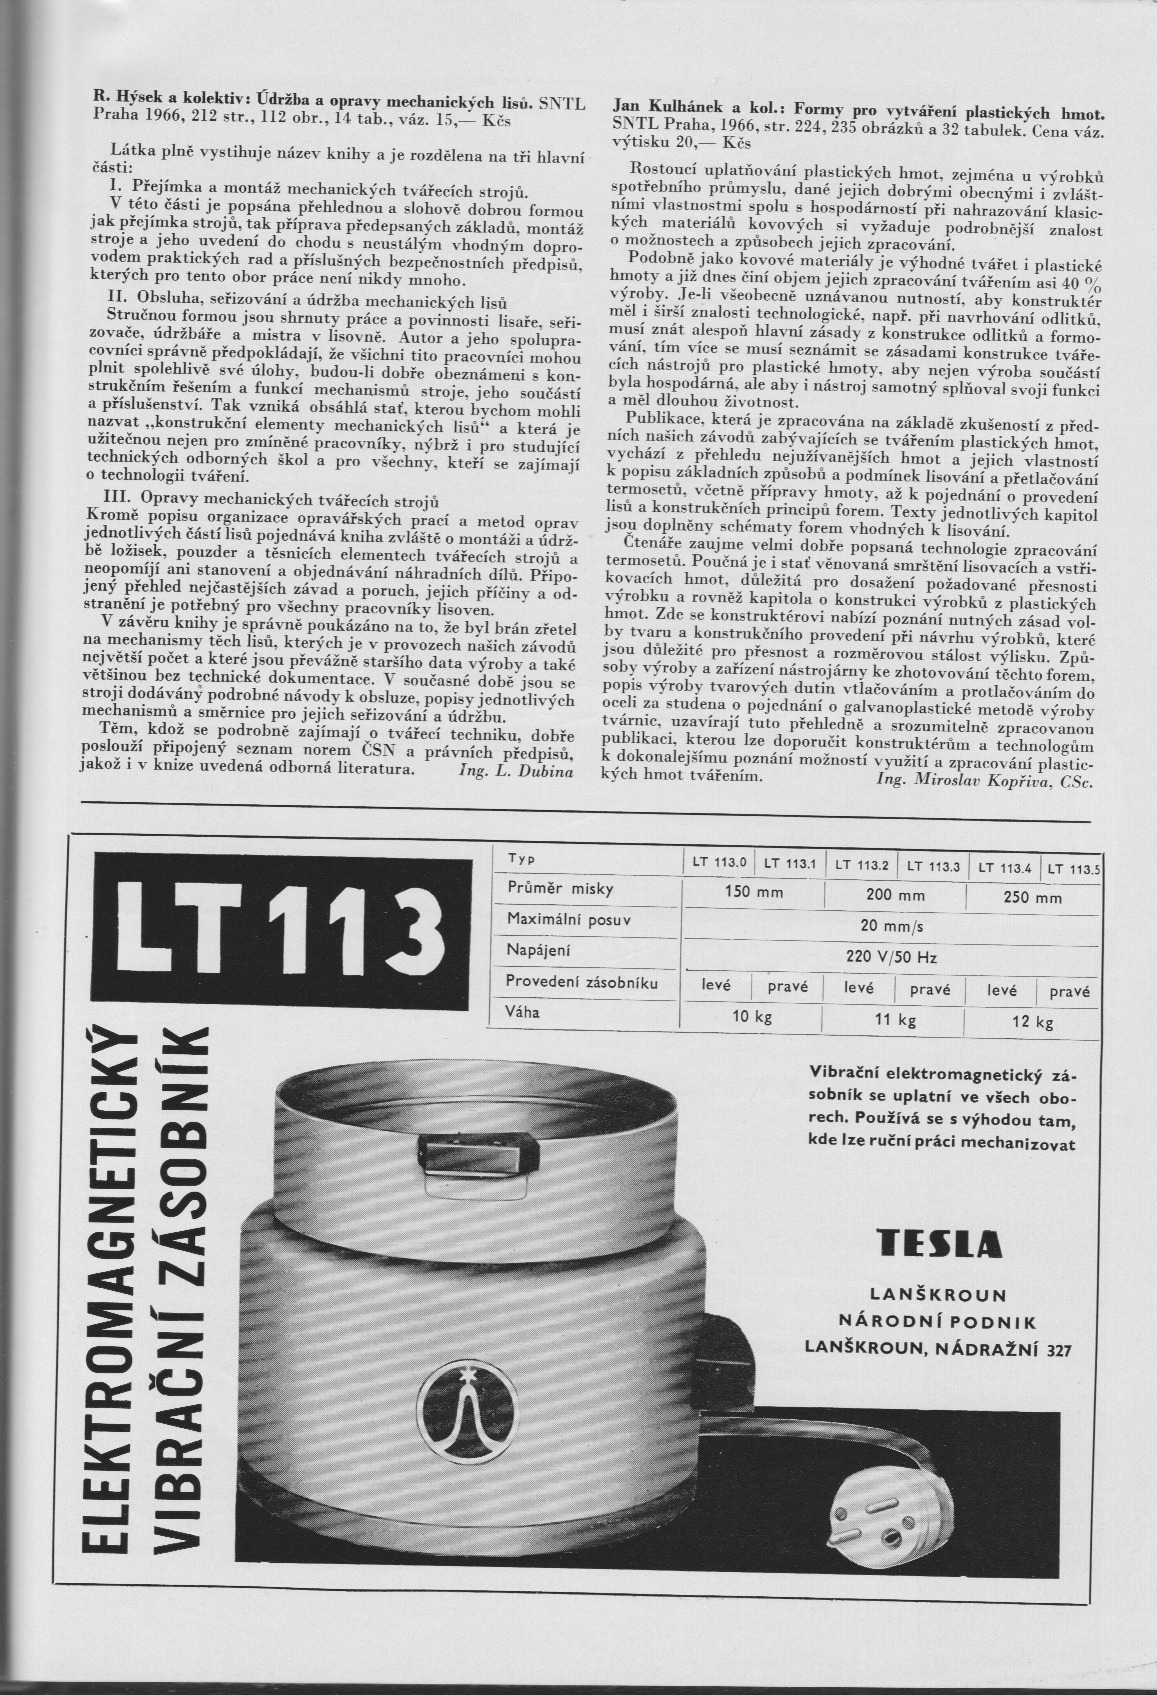 R. Hýsek a kolektiv: Údržba a opravy mechanických lisů. SNTL
Praha 1966, 212 str., 112 obr., 14 tab., váz. 15,— Kčs
Látka plně vystihuje název knihy a je rozdělena na tři hlavní
části:
I. Přejímka a montáž mechanických tvářecích strojů.
V této části je popsána přehlednou a slohově dobrou formou
jak přejímka strojů, tak příprava předepsaných základů, montáž
stroje a jeho uvedení do chodu s neustálým vhodným dopro-
vodem praktických rad a příslušných bezpečnostních předpisů,
kterých pro tento obor práce není nikdy mnoho.
II. Obsluha, seřizování a údržba mechanických lisů
Stručnou formou jsou shrnuty práce a povinnosti lisaře, seři-
zovače, údržbáře a mistra v lisovně. Autor a jeho spolupra-
covníci správně předpokládají, že všichni tito pracovníci mohou
plnit spolehlivě své úlohy, budou-li dobře obeznámeni s kon-
strukčním řešením a funkcí mechanismů stroje, jeho součástí
a příslušenství. Tak vzniká obsáhlá stať, kterou bychom mohli
nazvat „konstrukční elementy mechanických lisů“ a která je
užitečnou nejen pro zmíněné pracovníky, nýbrž i pro studující
technických odborných škol a pro všechny, kteří se zajímají
o technologii tváření.
III. Opravy mechanických tvářecích strojů
Kromě popisu organizace opravářských prací a metod oprav
jednotlivých částí lisů pojednává kniha zvláště o montáži a údrž-
bě ložisek, pouzder a těsnicích elementech tvářecích strojů a
neopomíjí ani stanovení a objednávání náhradních dílů. Připo-
jený přehled nejčastějších závad a poruch, jejich příčiny a od-
stranění je potřebný pro všechny pracovníky lisoven.
V závěru knihy je správně poukázáno na to, že byl brán zřetel
na mechanismy těch lisů, kterých je v provozech našich závodů
největší počet a které jsou převážně staršího data výroby a také
většinou bez technické dokumentace. V současné době jsou se
stroji dodávány podrobné návody k obsluze, popisy jednotlivých
mechanismů a směrnice pro jejich seřizování a údržbu.
Těm, kdož se podrobně zajímají o tvářecí techniku, dobře
poslouží připojený seznam norem ČSN a právních předpisů,
jakož i v knize uvedená odborná literatura. Ing. L. Dubina
Jan Kulhánek a kol.: Formy pro vytváření plastických hmot.
SNTL Praha, 1966, str. 224, 235 obrázků a 32 tabulek. Cena váz.
výtisku 20,— Kčs
Rostoucí uplatňování plastických hmot, zejména u výrobků
spotřebního průmyslu, dané jejich dobrými obecnými i zvlášt-
ními vlastnostmi spolu s hospodárností při nahrazování klasic-
kých materiálů kovových si vyžaduje podrobnější znalost
o možnostech a způsobech jejich zpracování.
Podobně jako kovové materiály je výhodné tvářet i plastické
hmoty a již dnes činí objem jejich zpracování tvářením asi 40 %
výroby. Je-li všeobecně uznávanou nutností, aby konstruktér
měl i širší znalosti technologické, např. při navrhování odlitků,
musí znát alespoň hlavní zásady z konstrukce odlitků a formo-
vání, tím více se musí seznámit se zásadami konstrukce tváře-
cích nástrojů pro plastické hmoty, aby nejen výroba součástí
byla hospodárná, ale aby i nástroj samotný splňoval svoji funkci
a měl dlouhou životnost.
Publikace, která je zpracována na základě zkušeností z před-
ních našich závodů zabývajících se tvářením plastických hmot,
vychází z přehledu nejužívanějších hmot a jejich vlastností
k popisu základních způsobů a podmínek lisování a přetlačování
termosetů, včetně přípravy hmoty, až k pojednání o provedení
lisů a konstrukčních principů forem. Texty jednotlivých kapitol
jsou doplněny schématy forem vhodných k lisování.
Čtenáře zaujme velmi dobře popsaná technologie zpracování
termosetů. Poučná je i stať věnovaná smrštění lisovacích a vstři-
kovacích hmot, důležitá pro dosažení požadované přesnosti
výrobku a rovněž kapitola o konstrukci výrobků z plastických
hmot. Zde se konstruktérovi nabízí poznání nutných zásad vol-
by tvaru a konstrukčního provedení při návrhu výrobků, které
jsou důležité pro přesnost a rozměrovou stálost výlisku. Způ-
soby výroby a zařízení nástrojárny ke zhotovování těchto forem,
popis výroby tvarových dutin vtlačováním a protlačováním do
oceli za studena o pojednání o galvanoplastické metodě výroby
tvárnic, uzavírají tuto přehledně a srozumitelně zpracovanou
publikaci, kterou lze doporučit konstruktérům a technologům
k dokonalejšímu poznání možností využití a zpracování plastic-
kých hmot tvářením. Ing. Miroslav Kopřiva, CSc.
LT 113
ELEKTROMAGNETICKÝ
VIBRAČNÍ ZÁSOBNÍK
Typ LT 113.0 LT 113.1 LT 113.2 LT 113.3 LT 113.4 LT 113.5
Průměr misky 150 mm 200 mm 250 mm
Maximální posuv 20 mm/s
Napájení 220 V/50 Hz
Provedení zásobníku levé pravé levé pravé levé pravé
Váha 10 kg 11 kg 12 kg
Vibrační elektromagnetický zá-
sobník se uplatní ve všech obo-
rech. Používá se s výhodou tam,
kde lze ruční práci mechanizovat
TESLA
LANŠKROUN
NÁRODNÍ PODNIK
LANŠKROUN, NÁDRAŽNÍ 327